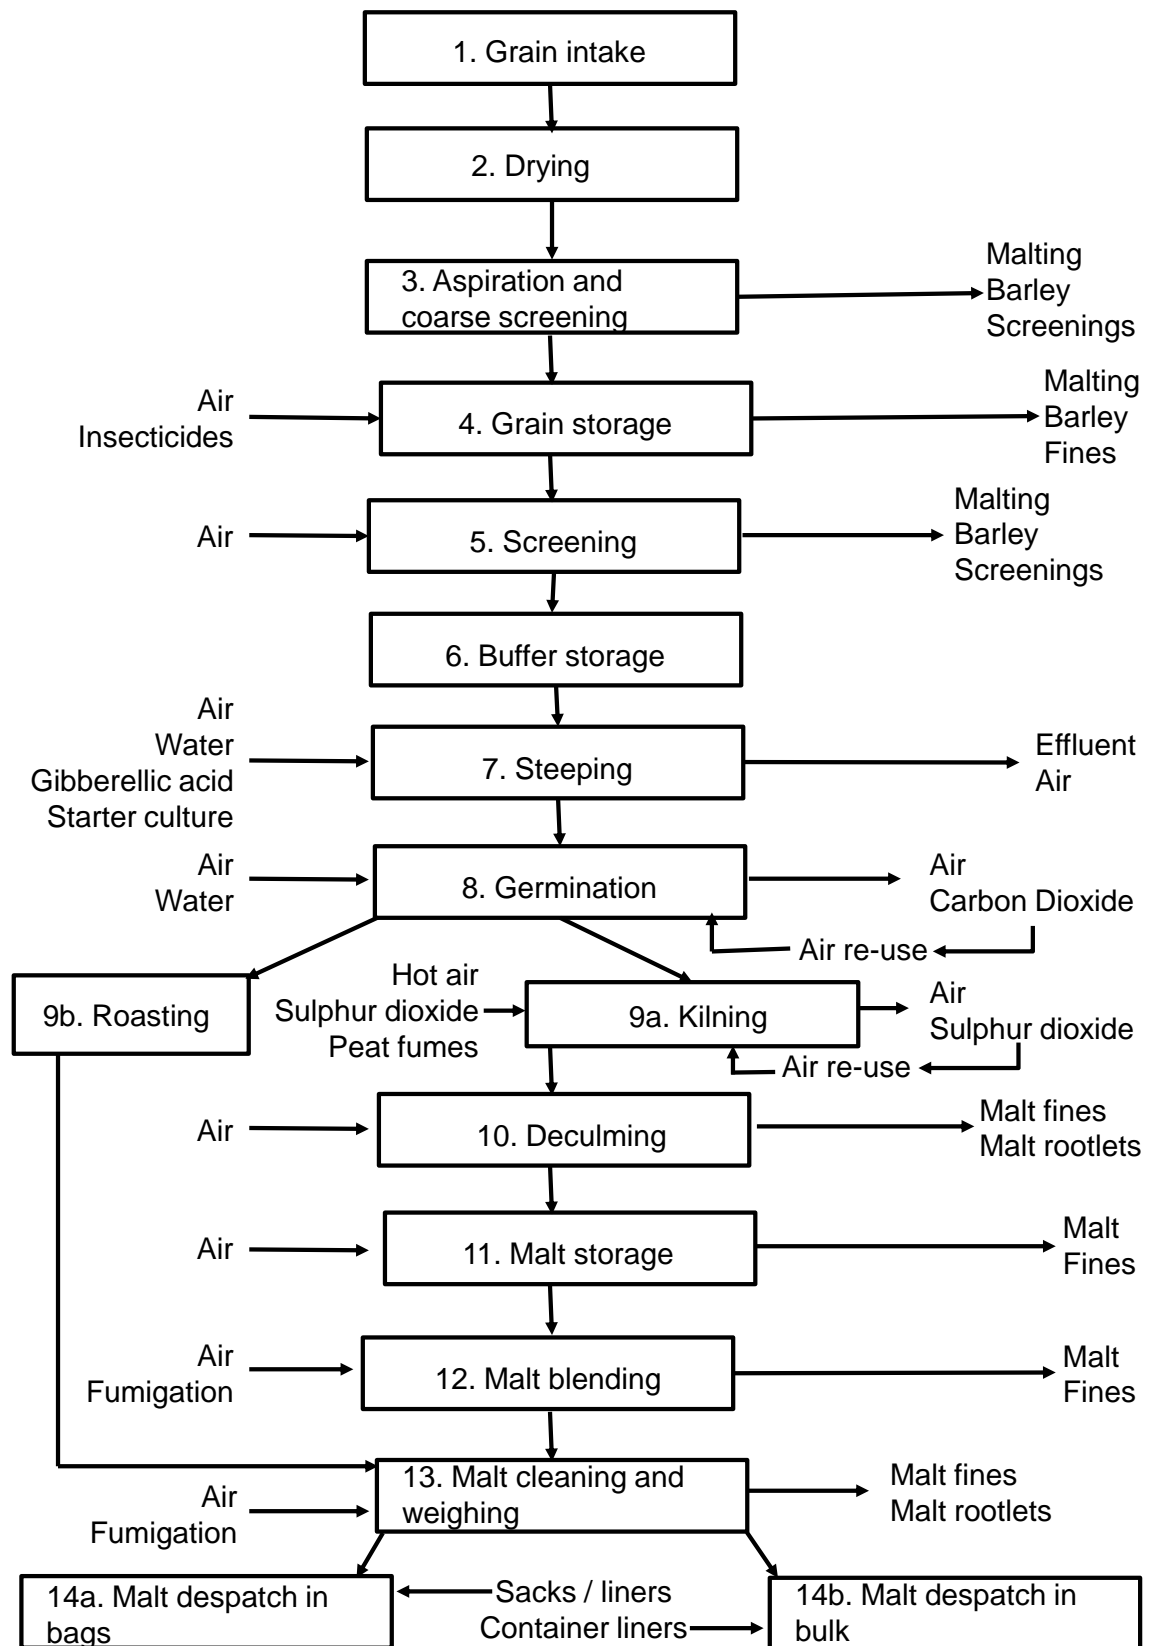 1. Grain intake
2. Drying
3. Aspiration and
coarse screening
Malting
Barley
Screenings
Air
Insecticides
4. Grain storage
Malting
Barley
Fines
Air
5. Screening
Malting
Barley
Screenings
6. Buffer storage
Air
Water
Gibberellic acid
Starter culture
7. Steeping
Effluent
Air
Air
Water
8. Germination
Air
Carbon Dioxide
Air re-use
9b. Roasting
Hot air
Sulphur dioxide
Peat fumes
9a. Kilning
Air
Sulphur dioxide
Air re-use
Air
10. Deculming
Malt fines
Malt rootlets
Air
11. Malt storage
Malt
Fines
Air
Fumigation
12. Malt blending
Malt
Fines
13. Malt cleaning and
weighing
Air
Fumigation
Malt fines
Malt rootlets
14a. Malt despatch in
bags
Sacks / liners
Container liners
14b. Malt despatch in
bulk